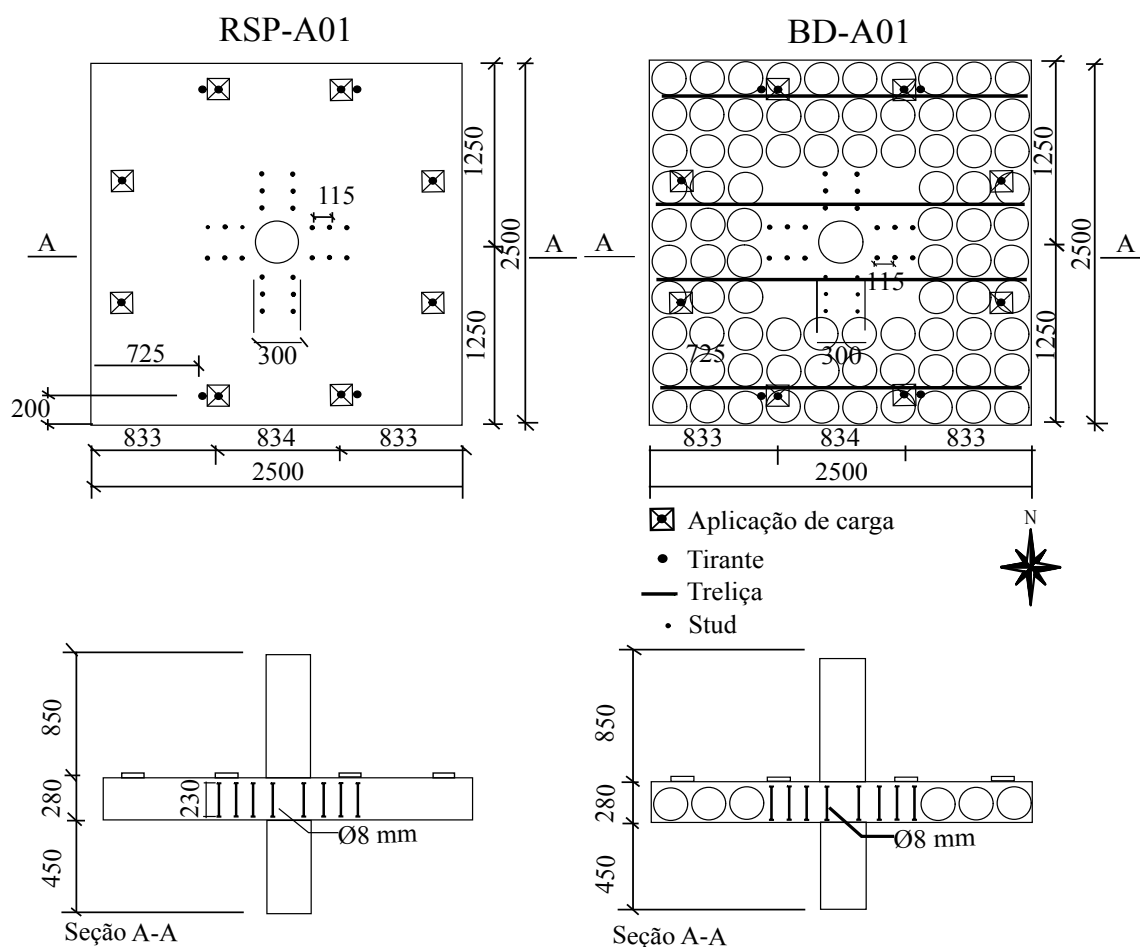 RSP-A01
BD-A01
115
A
A
1250
2500
1250
725
300
200
833
834
833
2500
A
A
1250
2500
1250
115
725
300
833
834
833
2500
Aplicação de carga
Tirante
Treliça
Stud
N
850
280
450
230
Ø8 mm
Seção A-A
850
280
450
Ø8 mm
Seção A-A